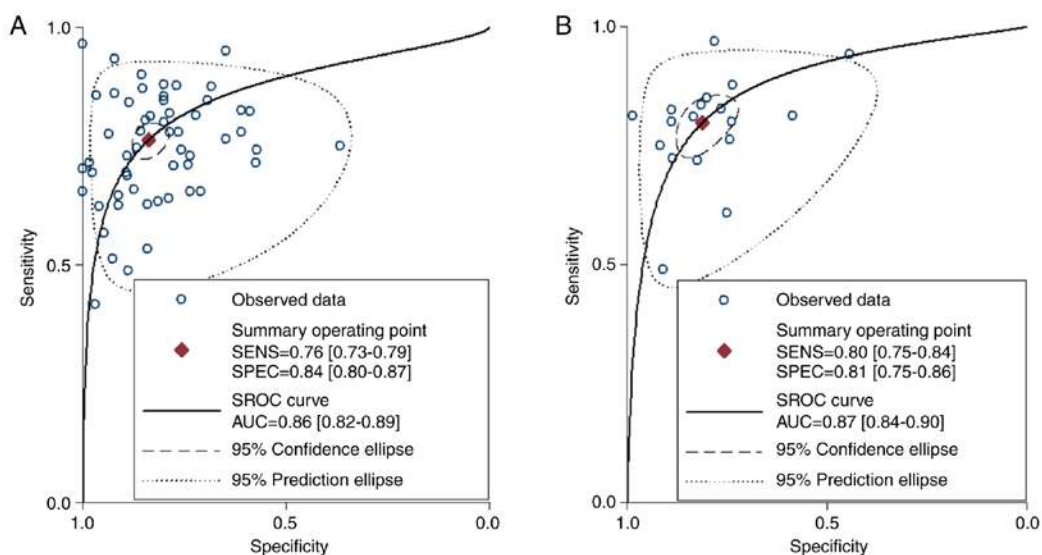 A
1.0
0.5
0.0
Sensitivity
Observed data
Summary operating point
SENS=0.76 [0.73-0.79]
SPEC=0.84 [0.80-0.87]
SROC curve
AUC=0.86 [0.82-0.89]
95% Confidence ellipse
95% Prediction ellipse
1.0
0.5
0.0
Specificity
B
1.0
0.5
0.0
Sensitivity
Observed data
Summary operating point
SENS=0.80 [0.75-0.84]
SPEC=0.81 [0.75-0.86]
SROC curve
AUC=0.87 [0.84-0.90]
95% Confidence ellipse
95% Prediction ellipse
1.0
0.5
0.0
Specificity